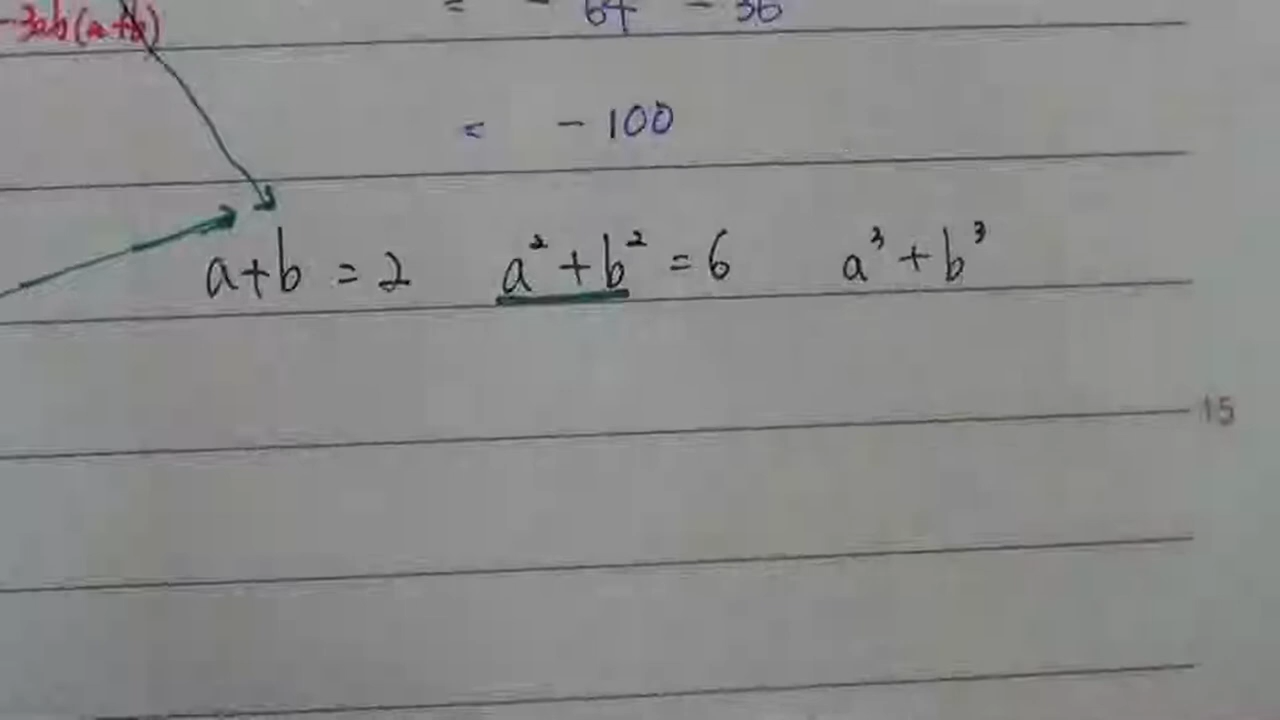 -3ab(a+b)
= - 64 - 36
= - 100
a+b = 2 a² + b² = 6 a³ + b³
15